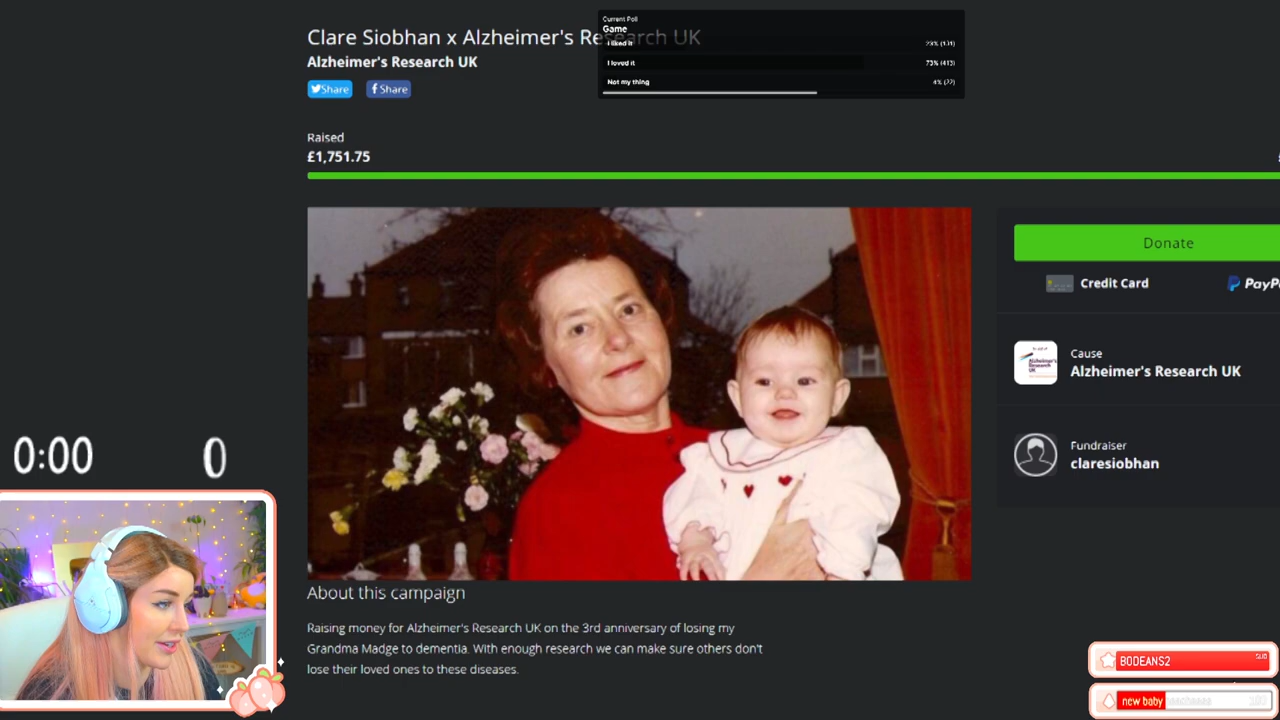 Clare Siobhan x Alzheimer's Research UK
Alzheimer's Research UK
Share
Share
Current Poll
Game
I liked it
I loved it 73% (413)
Not my thing
Raised
£1,751.75
Donate
Credit Card
Cause
Alzheimer's Research UK
Fundraiser
claresiobhan
0:00 0
About this campaign
Raising money for Alzheimer's Research UK on the 3rd anniversary of losing my
Grandma Madge to dementia. With enough research we can make sure others don't
lose their loved ones to these diseases.
BODEANS2 SUB
new baby